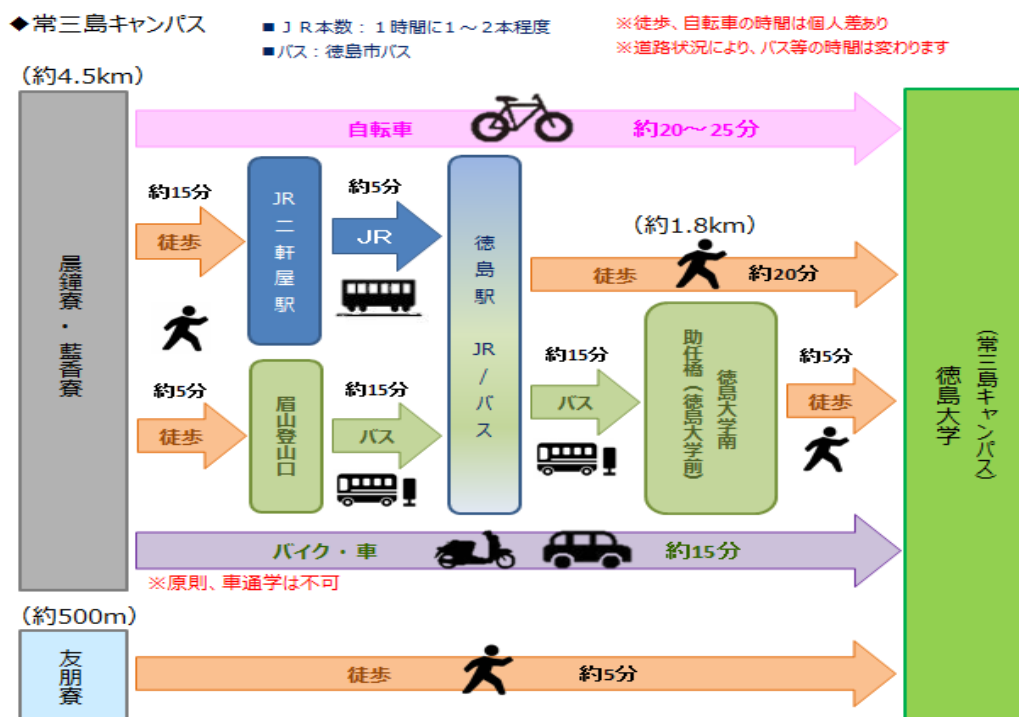 ◆常三島キャンパス
■ＪＲ本数：１時間に１～２本程度
■バス：徳島市バス
※徒歩、自転車の時間は個人差あり
※道路状況により、バス等の時間は変わります
（約4.5km）
晨鐘寮・藍香寮
自転車 約20～25分
約15分
徒歩
JR二軒屋駅
約5分
JR
徳島駅 JR/バス
（約1.8km）
徒歩 約20分
約5分
徒歩
眉山登山口
約15分
バス
約15分
バス
徳島大学南
助任橋（徳島大学前）
約5分
徒歩
バイク・車 約15分
※原則、車通学は不可
（常三島キャンパス）
徳島大学
（約500m）
友朋寮
徒歩 約5分